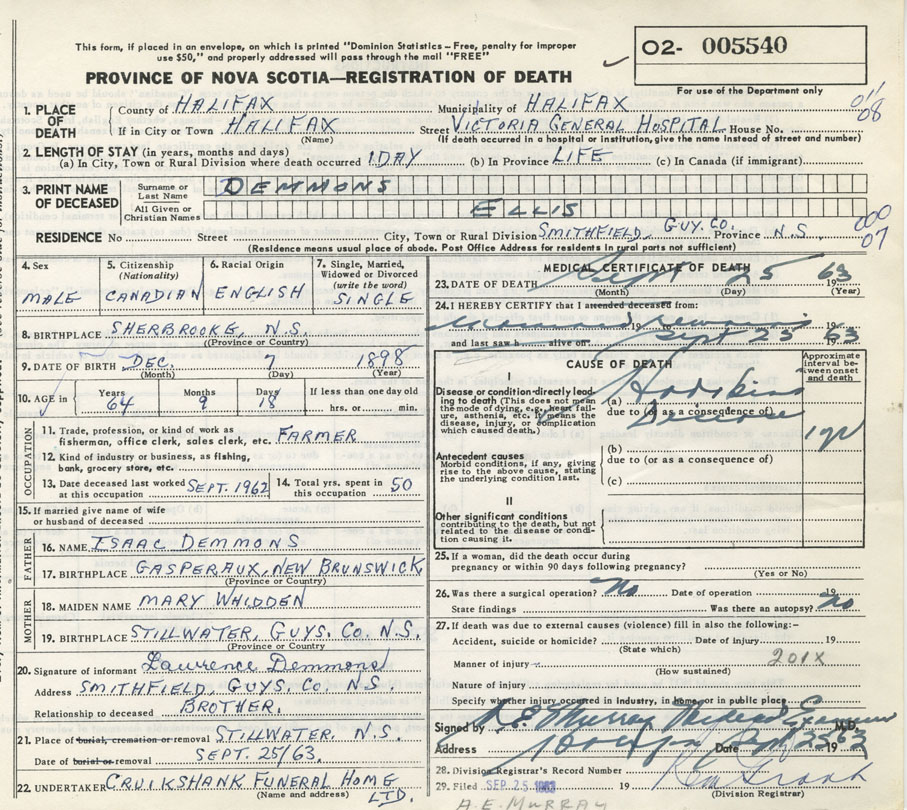 This form, if placed in an envelope, on which is printed "Dominion Statistics – Free, penalty for improper
use $50," and properly addressed will pass through the mail "FREE"
O2- 005540
For use of the Department only
PROVINCE OF NOVA SCOTIA—REGISTRATION OF DEATH
1. PLACE OF DEATH
County of HALIFAX Municipality of HALIFAX
If in City or Town HALIFAX Street VICTORIA GENERAL HOSPITAL House No.
(Name) (If death occurred in a hospital or institution, give the name instead of street and number)
08
2. LENGTH OF STAY (in years, months and days)
(a) In City, Town or Rural Division where death occurred 1 DAY (b) In Province LIFE (c) In Canada (if immigrant)
3. PRINT NAME OF DECEASED
Surname or Last Name DEMMONS
All Given or Christian Names ELLIS
RESIDENCE No Street City, Town or Rural Division SMITHFIELD, GUY. CO. Province N.S.
(Residence means usual place of abode. Post Office Address for residents in rural parts not sufficient)
000
07
4. Sex MALE
5. Citizenship (Nationality) CANADIAN
6. Racial Origin ENGLISH
7. Single, Married, Widowed or Divorced (write the word) SINGLE
8. BIRTHPLACE SHERBROOKE, N.S.
(Province or Country)
9. DATE OF BIRTH DEC. 7 1898
(Month) (Day) (Year)
10. AGE in Years 64 Months 9 Days 18 If less than one day old hrs. or min.
OCCUPATION
11. Trade, profession, or kind of work as
fisherman, office clerk, sales clerk, etc. FARMER
12. Kind of industry or business, as fishing,
bank, grocery store, etc.
13. Date deceased last worked at this occupation SEPT. 1962
14. Total yrs. spent in this occupation 50
15. If married give name of wife
or husband of deceased
FATHER
16. NAME ISAAC DEMMONS
17. BIRTHPLACE GASPERAUX, NEW BRUNSWICK
(Province or Country)
MOTHER
18. MAIDEN NAME MARY WHIDDEN
19. BIRTHPLACE STILLWATER, GUYS. CO. N.S.
(Province or Country
20. Signature of informant Lawrence Demmons
Address SMITHFIELD, GUYS. CO. N.S.
Relationship to deceased BROTHER.
21. Place of burial, cremation or removal STILLWATER, N.S.
Date of burial or removal SEPT. 25/63.
22. UNDERTAKER CRUIKSHANK FUNERAL HOME
(Name and address) LTD.
MEDICAL CERTIFICATE OF DEATH
23. DATE OF DEATH Sept 25 1963
(Month) (Day) (Year)
24. I HEREBY CERTIFY that I attended deceased from:
19 to 19
and last saw h alive on Sept 25 1963
CAUSE OF DEATH
Approximate interval between onset and death
I
Disease or condition directly leading to death (This does not mean
the mode of dying, e.g., heart failure, asthenia, etc. It means the
disease, injury, or complication which caused death.)
(a) Hodgkins
due to (or as a consequence of)
Disease
1 yr
Antecedent causes
Morbid conditions, if any, giving
rise to the above cause, stating
the underlying condition last.
(b)
due to (or as a consequence of)
(c)
II
Other significant conditions
contributing to the death, but not
related to the disease or condition causing it.
25. If a woman, did the death occur during
pregnancy or within 90 days following pregnancy?
(Yes or No)
26. Was there a surgical operation? No Date of operation 19
State findings Was there an autopsy? No
27. If death was due to external causes (violence) fill in also the following:–
Accident, suicide or homicide? Date of injury 19
(State which)
201X
Manner of injury
(How sustained)
Nature of injury
Specify whether injury occurred in industry, in home, or in public place
Signed by Murray Medical Examiner M.D.
Address Date Sept 25 1963
28. Division Registrar's Record Number
29. Filed SEP 25 1963 19
(Division Registrar)
A.E. MURRAY